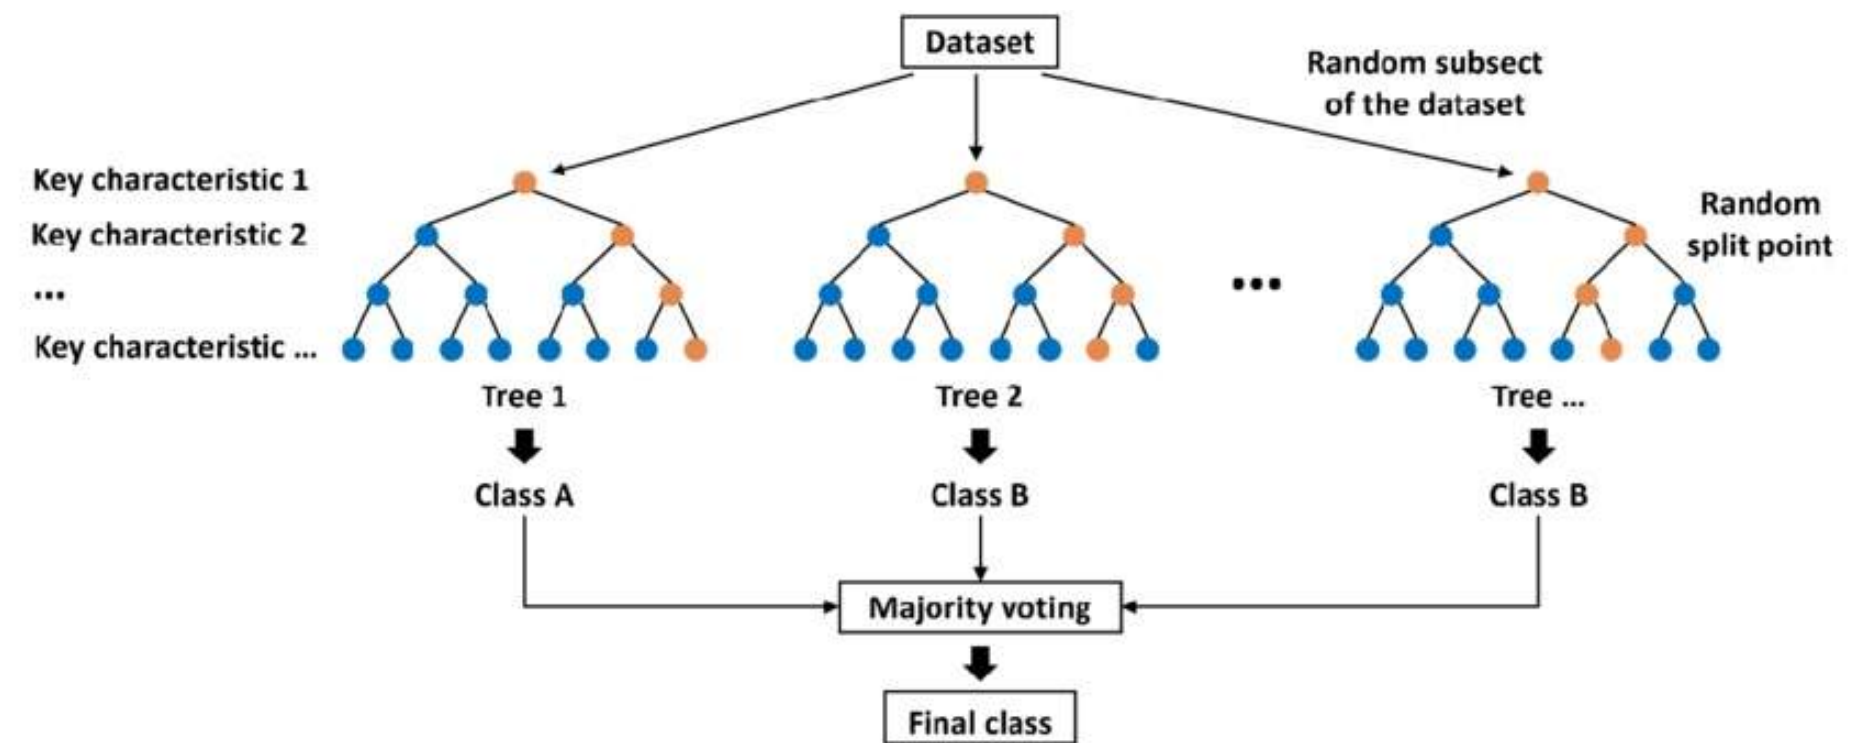 Dataset
Random subsect
of the dataset
Key characteristic 1
Key characteristic 2
...
Key characteristic ...
Random
split point
...
Tree 1
Tree 2
Tree ...
Class A
Class B
Class B
Majority voting
Final class